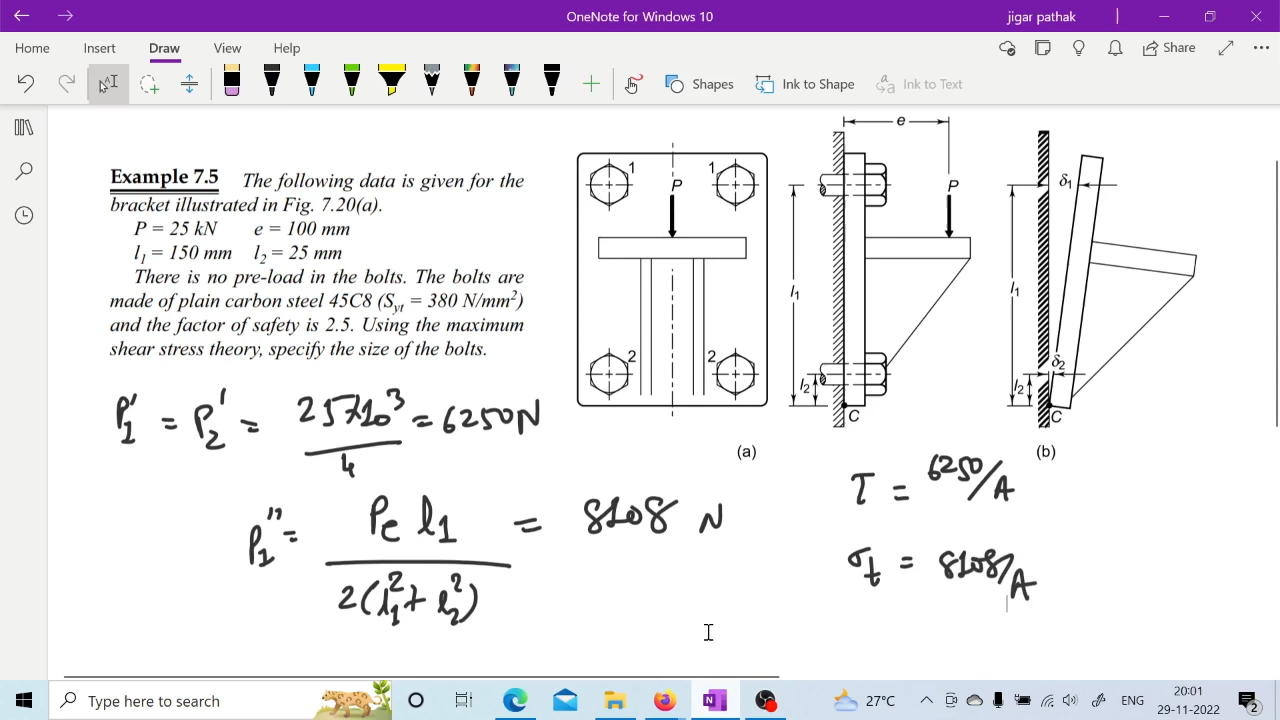 OneNote for Windows 10
jigar pathak
Home Insert Draw View Help
Share
Shapes
Ink to Shape
Ink to Text
Example 7.5 The following data is given for the
bracket illustrated in Fig. 7.20(a).
P = 25 kN e = 100 mm
l₁ = 150 mm l₂ = 25 mm
There is no pre-load in the bolts. The bolts are
made of plain carbon steel 45C8 (Syt = 380 N/mm²)
and the factor of safety is 2.5. Using the maximum
shear stress theory, specify the size of the bolts.
1 1
P
2 2
(a)
e
P
l₁
l₂
C
δ₁
l₁
δ₂
l₂
C
(b)
P₁' = P₂' = 25×10³/4 = 6250N
P₁'' = Pe l₁ / 2(l₁² + l₂²) = 8108 N
τ = 6250/A
σt = 8108/A
Type here to search
27°C
ENG
20:01
29-11-2022
2